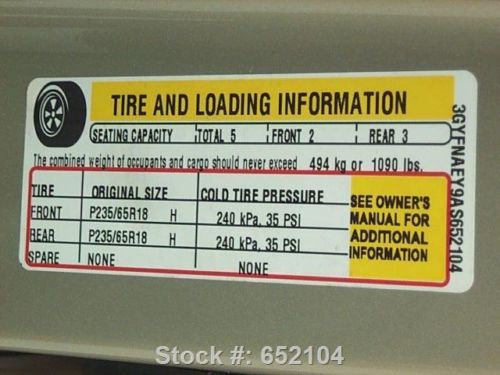 TIRE AND LOADING INFORMATION
SEATING CAPACITY TOTAL 5 FRONT 2 REAR 3
The combined weight of occupants and cargo should never exceed 494 kg or 1090 lbs.
TIRE ORIGINAL SIZE COLD TIRE PRESSURE
FRONT P235/65R18 H 240 kPa, 35 PSI
REAR P235/65R18 H 240 kPa, 35 PSI
SPARE NONE NONE
SEE OWNER'S
MANUAL FOR
ADDITIONAL
INFORMATION
3GYFNAEY9AS652104
Stock #: 652104